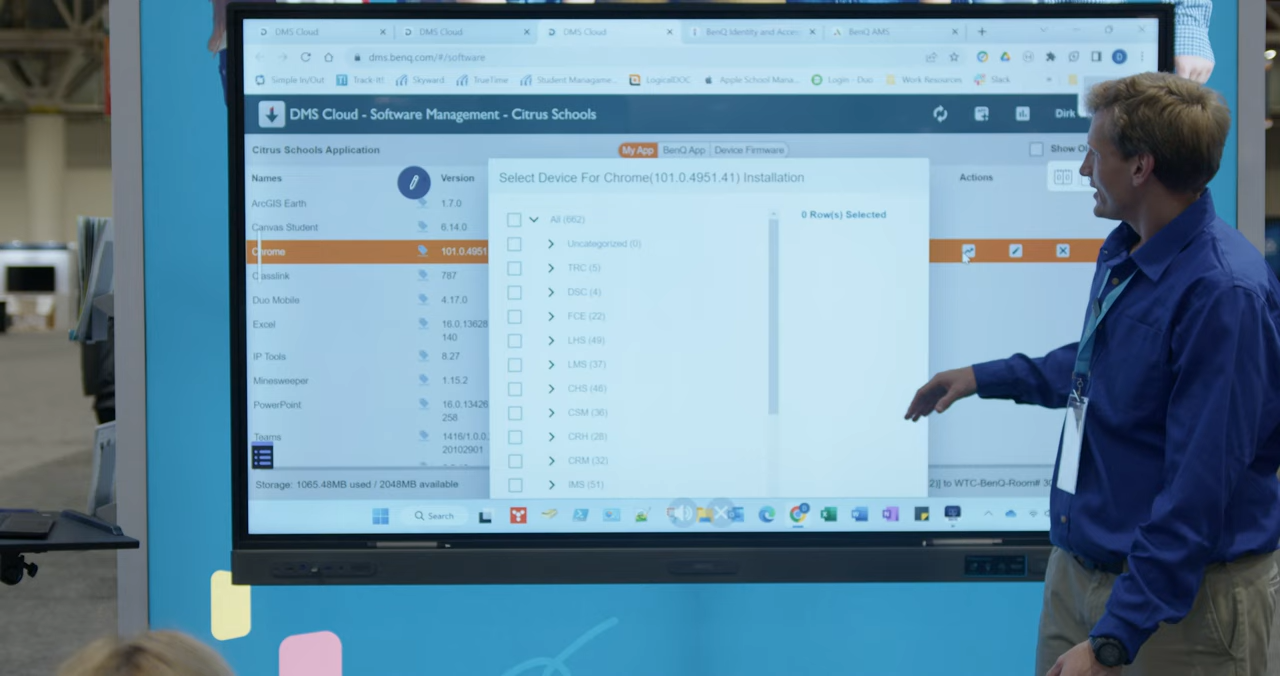 DMS Cloud
DMS Cloud
DMS Cloud
BenQ Identity and Acces
BenQ AMS
dms.benq.com/#/software
Simple In/Out
Track-It!
Skyward
TrueTime
Student Manageme...
LogicalDOC
Apple School Mana...
Login - Duo
Work Resources
Slack
DMS Cloud - Software Management - Citrus Schools
Dirk
Citrus Schools Application
My App
BenQ App
Device Firmware
Show
Names
Version
Actions
Select Device For Chrome(101.0.4951.41) Installation
0 Row(s) Selected
ArcGIS Earth 1.7.0
Canvas Student 6.14.0
Chrome 101.0.4951
Classlink 787
Duo Mobile 4.17.0
Excel 16.0.13628
140
IP Tools 8.27
Minesweeper 1.15.2
PowerPoint 16.0.13426
258
Teams 1416/1.0.0.
20102901
All (662)
Uncategorized (0)
TRC (5)
DSC (4)
FCE (22)
LHS (49)
LMS (37)
CHS (46)
CSM (36)
CRH (28)
CRM (32)
IMS (51)
Storage: 1065.48MB used / 2048MB available
2)] to WTC-BenQ-Room# 30
Search